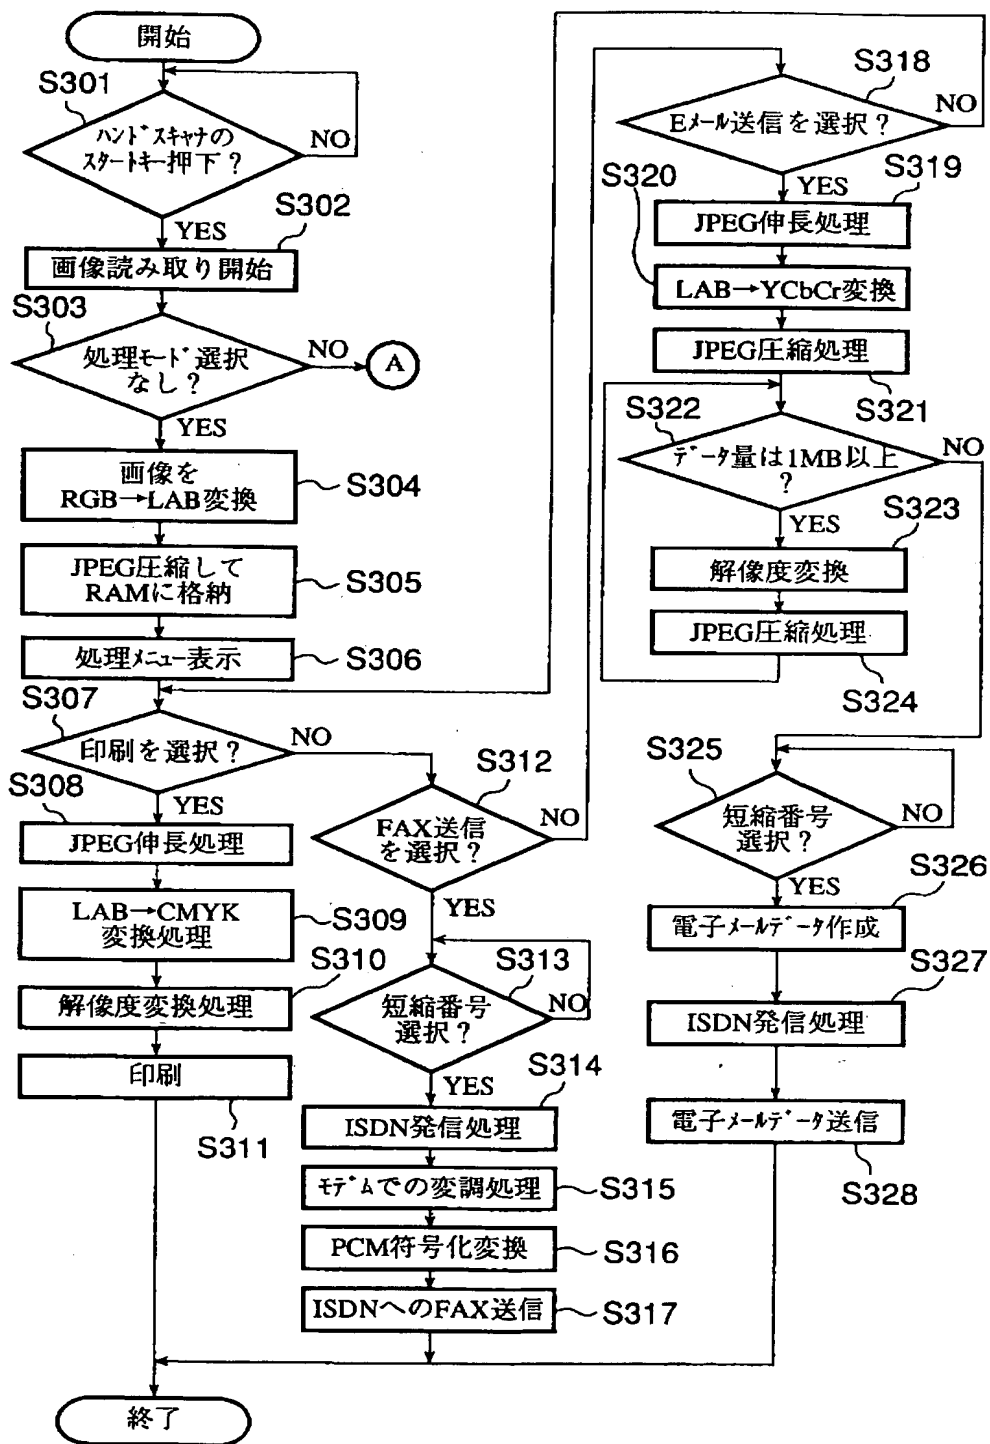 開始
S301
ハンドスキャナの
スタートキー押下？
NO
YES
S302
画像読み取り開始
S303
処理モード選択
なし？
NO
A
YES
画像を
RGB→LAB変換
S304
JPEG圧縮して
RAMに格納
S305
処理メニュー表示
S306
S307
印刷を選択？
NO
YES
S308
JPEG伸長処理
LAB→CMYK
変換処理
S309
S310
解像度変換処理
印刷
S311
S312
FAX送信
を選択？
NO
YES
S313
短縮番号
選択？
NO
YES
S314
ISDN発信処理
モデムでの変調処理
S315
PCM符号化変換
S316
ISDNへのFAX送信
S317
S318
Eメール送信を選択？
NO
YES
S319
JPEG伸長処理
S320
LAB→YCbCr変換
JPEG圧縮処理
S321
S322
データ量は1MB以上
？
NO
YES
S323
解像度変換
JPEG圧縮処理
S324
S325
短縮番号
選択？
NO
YES
S326
電子メールデータ作成
S327
ISDN発信処理
電子メールデータ送信
S328
終了